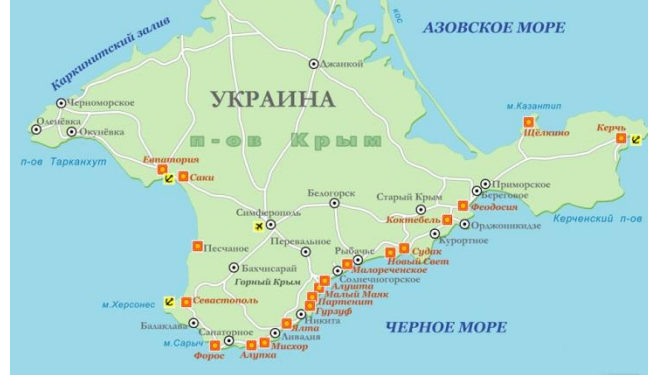 АЗОВСКОЕ МОРЕ
Каркинитский залив
Джанкой
Черноморское
УКРАИНА
м.Казантип
Оленёвка
Окунёвка
Щёлкино
Керчь
п-ов Крым
п-ов Тарханкут
Евпатория
Саки
Приморское
Береговое
Белогорск
Старый Крым
Феодосия
Симферополь
Коктебель
Орджоникидзе
Керченский п-ов
Курортное
Песчаное
Перевальное
Рыбачье
Судак
Новый Свет
Бахчисарай
Малореченское
Солнечногорское
Горный Крым
Алушта
Малый Маяк
м.Херсонес
Севастополь
Партенит
Гурзуф
Никита
Балаклава
Санаторное
Ялта
Ливадия
ЧЕРНОЕ МОРЕ
м.Сарыч
Форос
Алупка
Мисхор
кос